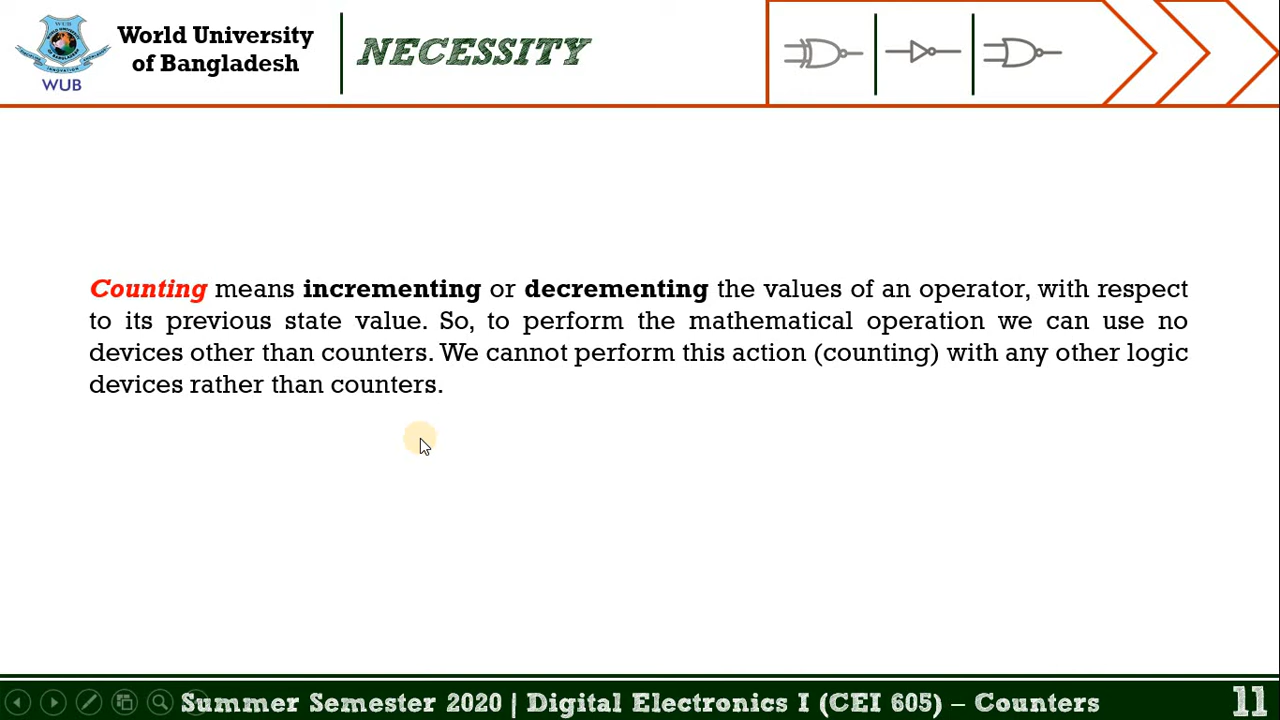 WUB
World University
of Bangladesh
NECESSITY
Counting means incrementing or decrementing the values of an operator, with respect
to its previous state value. So, to perform the mathematical operation we can use no
devices other than counters. We cannot perform this action (counting) with any other logic
devices rather than counters.
Summer Semester 2020 | Digital Electronics I (CEI 605) – Counters
11